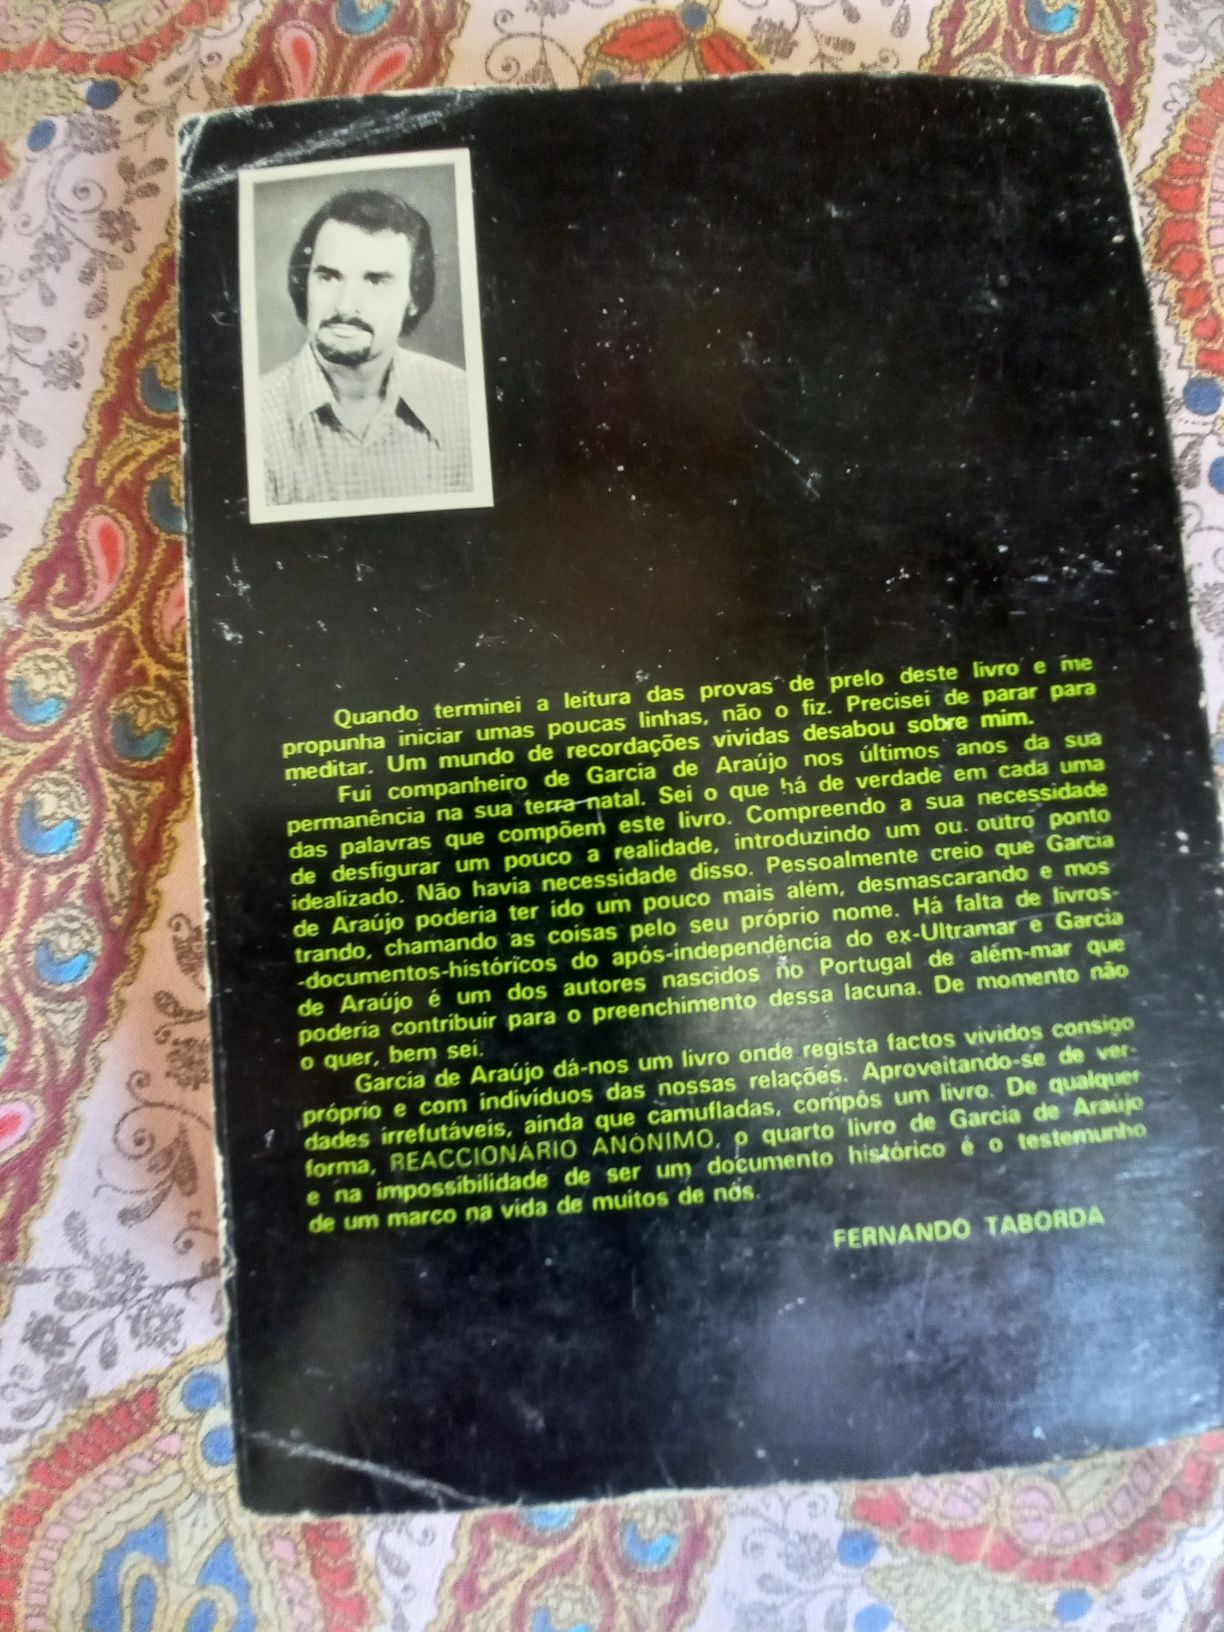 Quando terminei a leitura das provas de prelo deste livro e me
propunha iniciar umas poucas linhas, não o fiz. Precisei de parar para
meditar. Um mundo de recordações vividas desabou sobre mim.
Fui companheiro de Garcia de Araújo nos últimos anos da sua
permanência na sua terra natal. Sei o que há de verdade em cada uma
das palavras que compõem este livro. Compreendo a sua necessidade
de desfigurar um pouco a realidade, introduzindo um ou outro ponto
idealizado. Não havia necessidade disso. Pessoalmente creio que Garcia
de Araújo poderia ter ido um pouco mais além, desmascarando e mos
trando, chamando as coisas pelo seu próprio nome. Há falta de livros-
-documentos-históricos do após-independência do ex-Ultramar e Garcia
de Araújo é um dos autores nascidos no Portugal de além-mar que
poderia contribuir para o preenchimento dessa lacuna. De momento não
o quer, bem sei.
Garcia de Araújo dá-nos um livro onde regista factos vividos consigo
próprio e com indivíduos das nossas relações. Aproveitando-se de ver-
dades irrefutáveis, ainda que camufladas, compôs um livro. De qualquer
forma, REACCIONÁRIO ANÓNIMO, o quarto livro de Garcia de Araújo
e na impossibilidade de ser um documento histórico é o testemunho
de um marco na vida de muitos de nós.
FERNANDO TABORDA